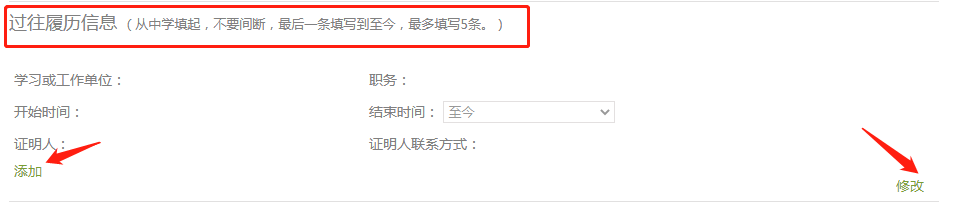 过往履历信息（从中学填起，不要间断，最后一条填写到至今，最多填写5条。）
学习或工作单位： 职务：
开始时间： 结束时间： 至今
证明人： 证明人联系方式：
添加
修改